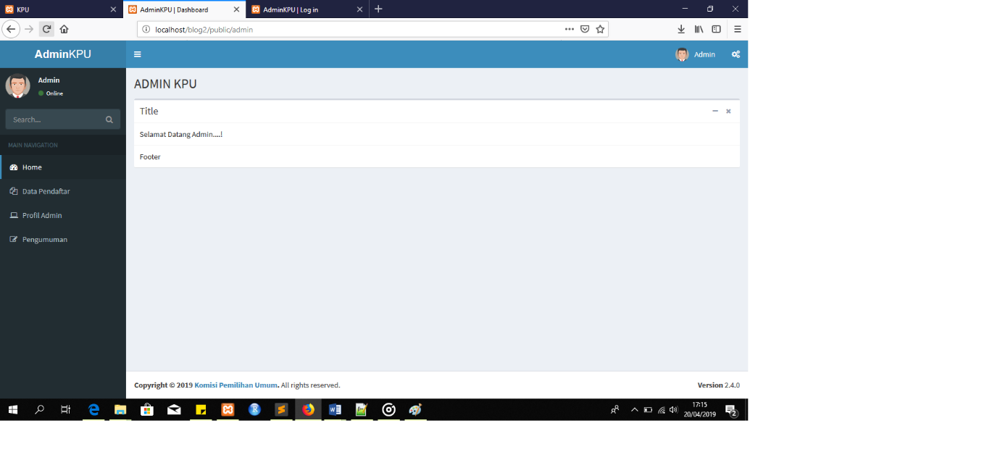 KPU
AdminKPU | Dashboard
AdminKPU | Log in
localhost/blog2/public/admin
AdminKPU
Admin
Admin
Online
ADMIN KPU
Title
Search...
Selamat Datang Admin....!
MAIN NAVIGATION
Footer
Home
Data Pendaftar
Profil Admin
Pengumuman
Copyright © 2019 Komisi Pemilihan Umum. All rights reserved.
Version 2.4.0
17:15
20/04/2019
2